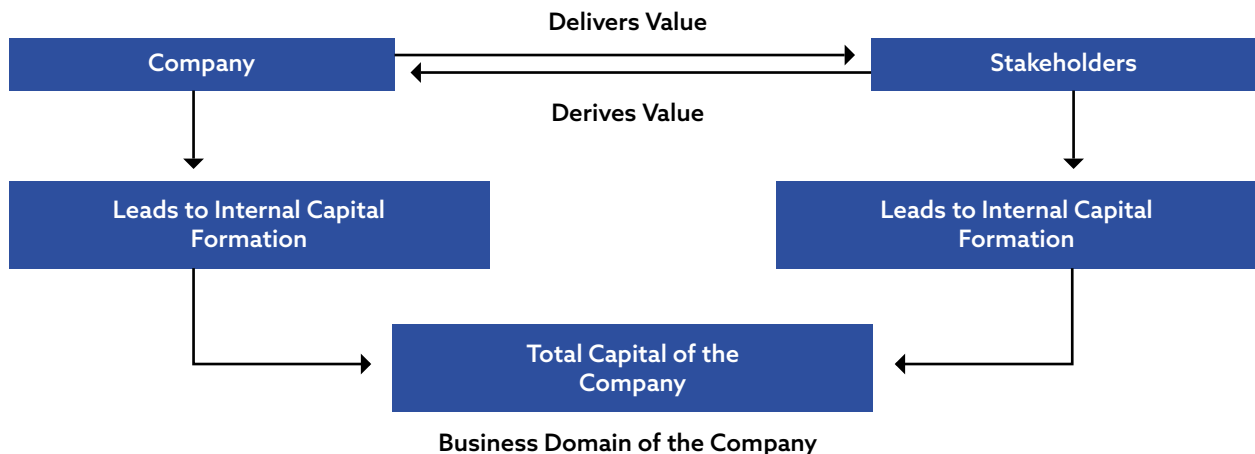 Delivers Value
Company
Stakeholders
Derives Value
Leads to Internal Capital
Formation
Leads to Internal Capital
Formation
Total Capital of the
Company
Business Domain of the Company